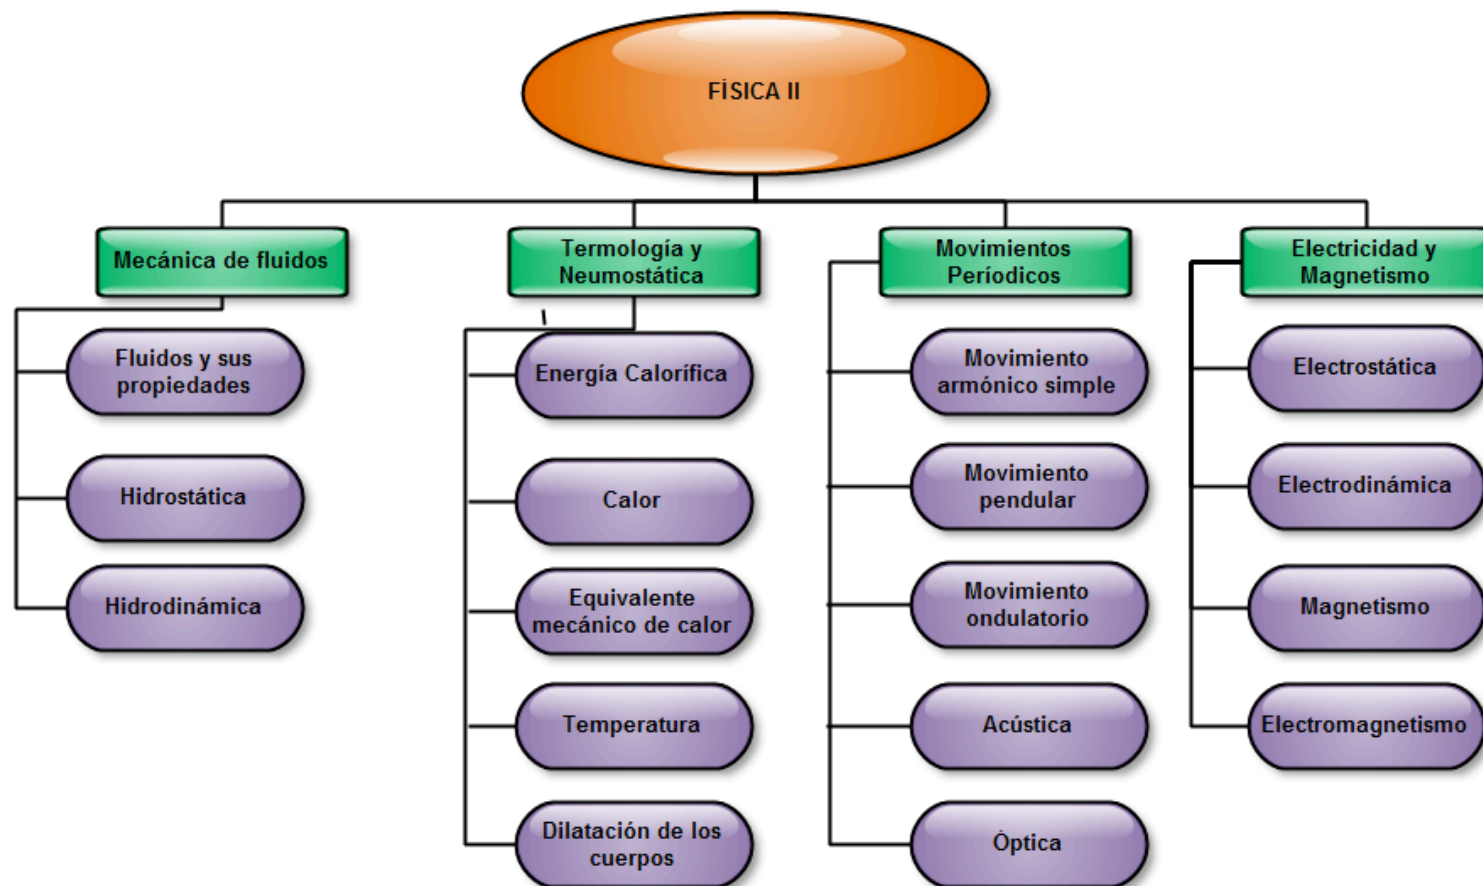 FÍSICA II
Mecánica de fluidos
Fluidos y sus
propiedades
Hidrostática
Hidrodinámica
Termología y
Neumostática
Energía Calorífica
Calor
Equivalente
mecánico de calor
Temperatura
Dilatación de los
cuerpos
Movimientos
Períodicos
Movimiento
armónico simple
Movimiento
pendular
Movimiento
ondulatorio
Acústica
Óptica
Electricidad y
Magnetismo
Electrostática
Electrodinámica
Magnetismo
Electromagnetismo